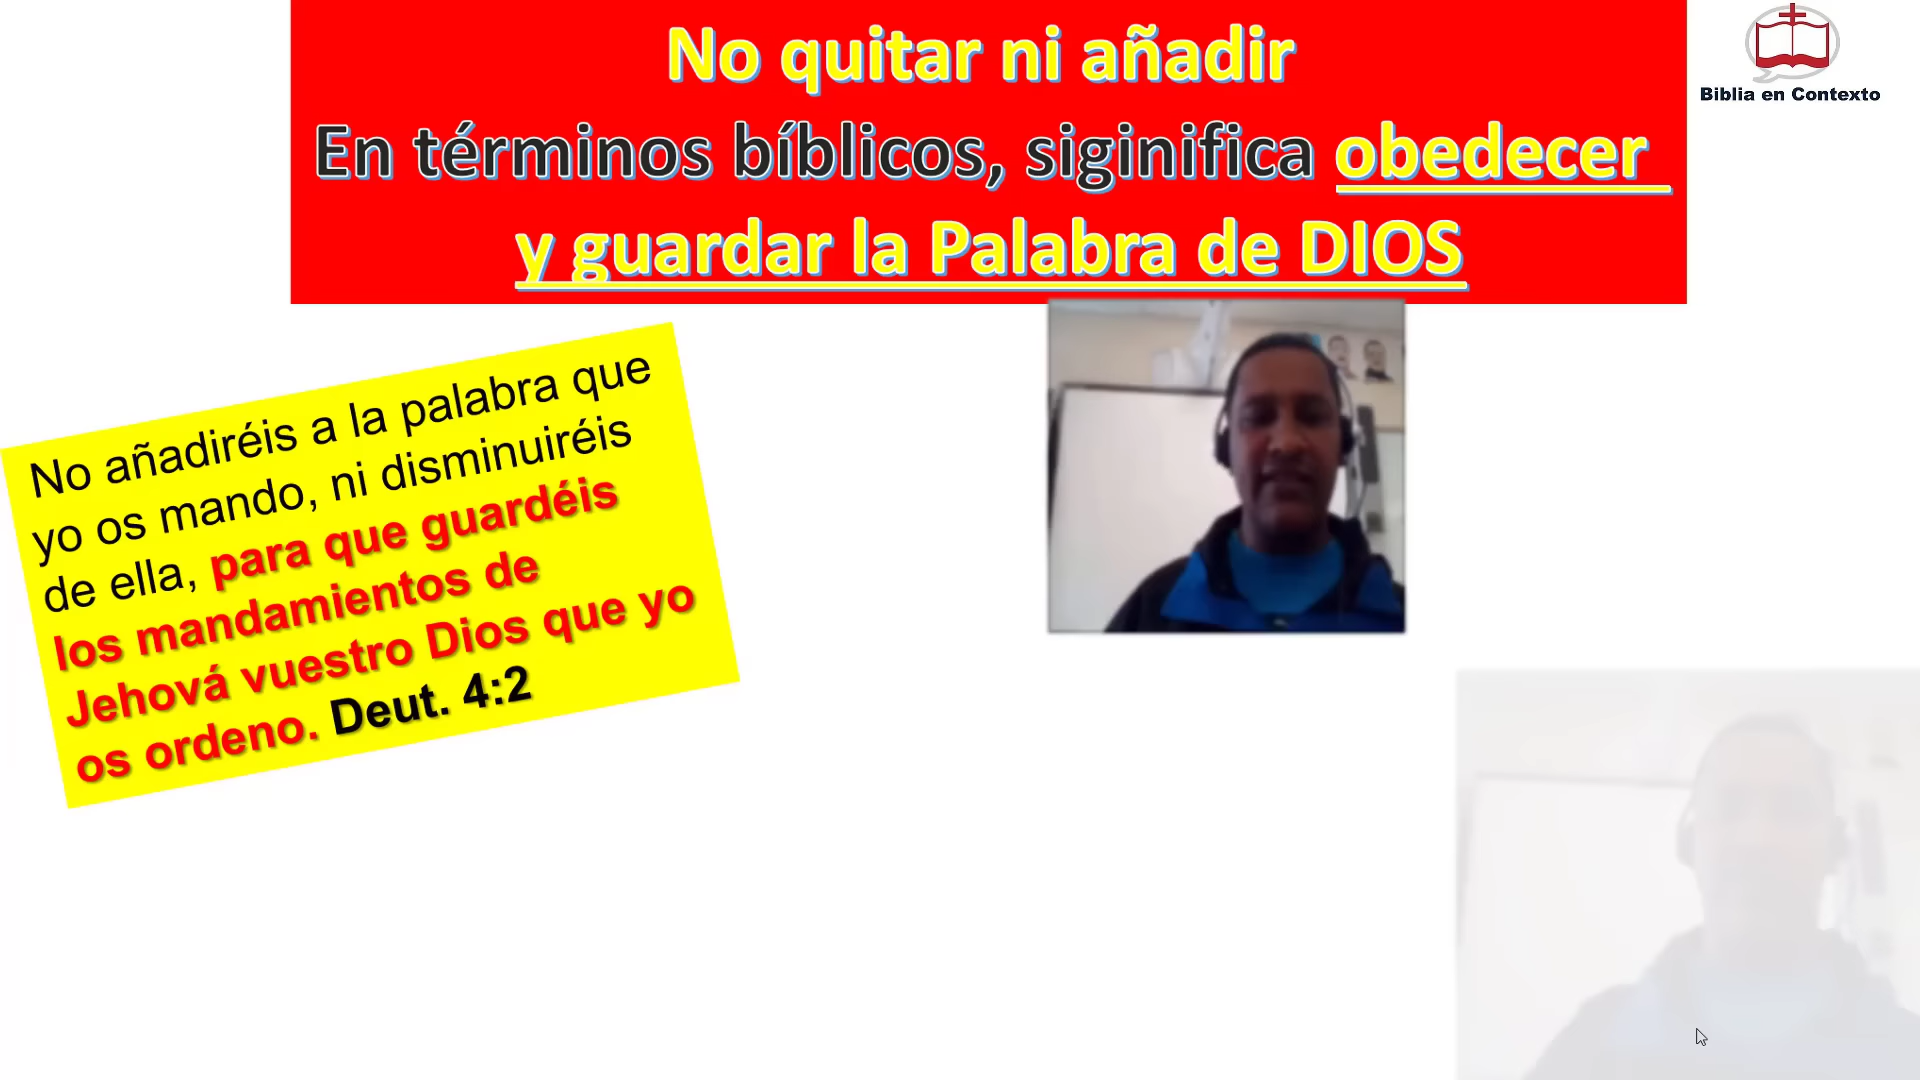 No quitar ni añadir
En términos bíblicos, siginifica obedecer
y guardar la Palabra de DIOS
Biblia en Contexto
No añadiréis a la palabra que
yo os mando, ni disminuiréis
de ella, para que guardéis
los mandamientos de
Jehová vuestro Dios que yo
os ordeno. Deut. 4:2